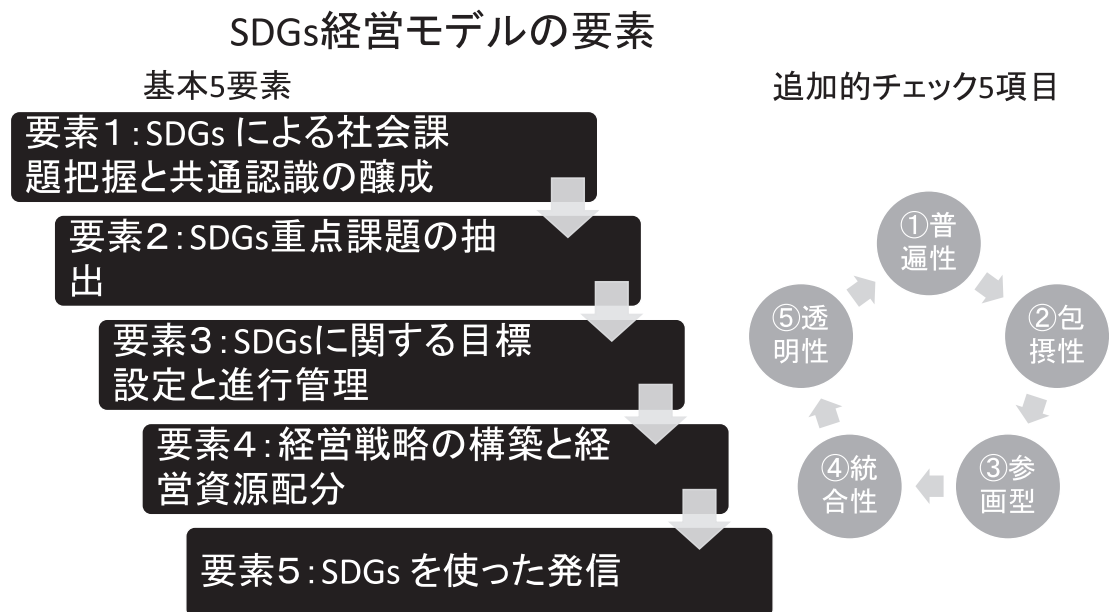 SDGs経営モデルの要素
基本5要素
要素１：SDGs による社会課
題把握と共通認識の醸成
要素２：SDGs重点課題の抽
出
要素３：SDGsに関する目標
設定と進行管理
要素４：経営戦略の構築と経
営資源配分
要素５：SDGs を使った発信
追加的チェック5項目
①普
遍性
②包
摂性
③参
画型
④統
合性
⑤透
明性